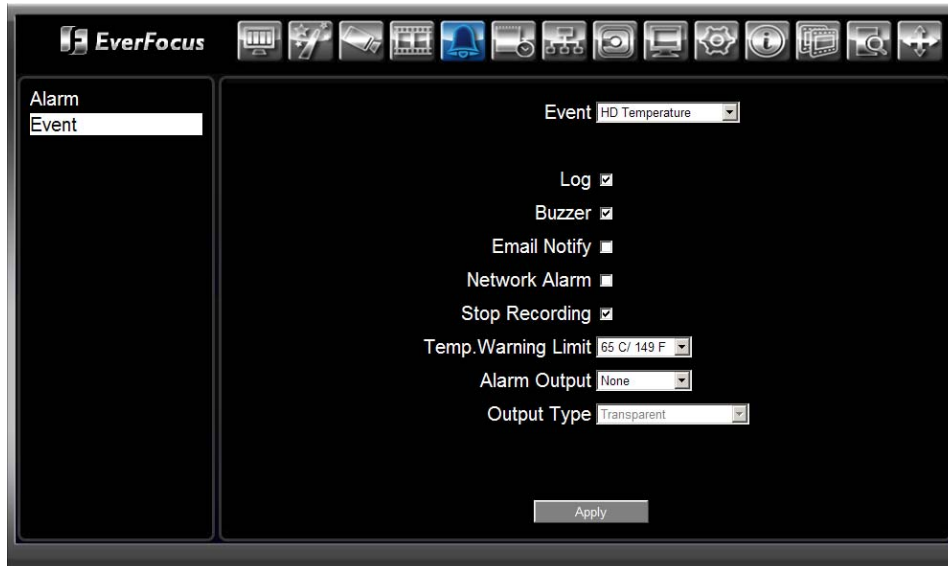 EverFocus
Alarm
Event
Event HD Temperature
Log
Buzzer
Email Notify
Network Alarm
Stop Recording
Temp.Warning Limit 65 C/ 149 F
Alarm Output None
Output Type Transparent
Apply